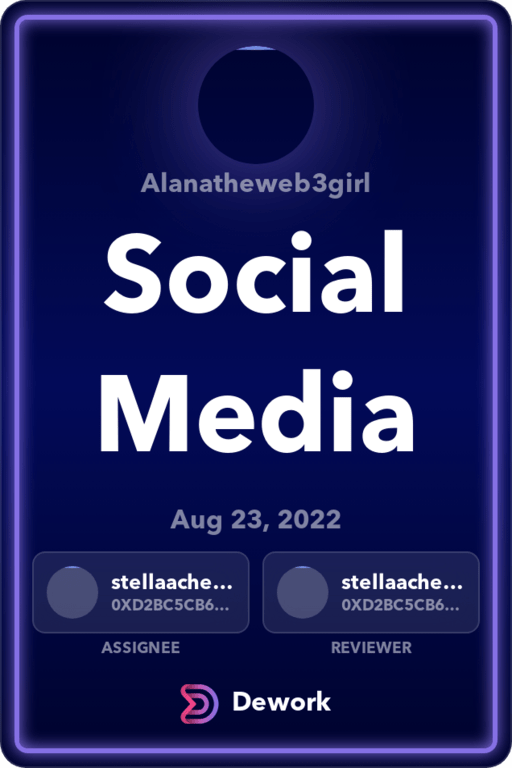 Alanatheweb3girl
Social
Media
Aug 23, 2022
stellaache... stellaache...
0XD2BC5CB6... 0XD2BC5CB6...
ASSIGNEE REVIEWER
Dework